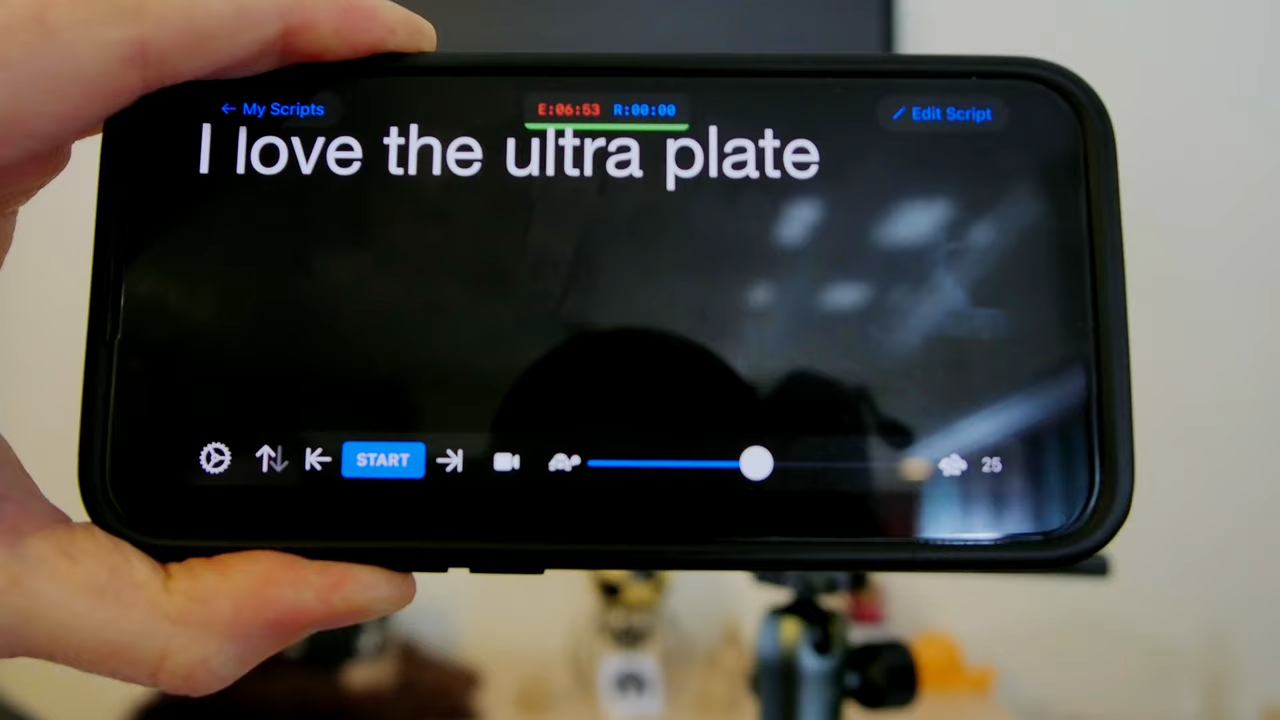 ← My Scripts E:06:53 R:00:00 Edit Script
I love the ultra plate
START 25